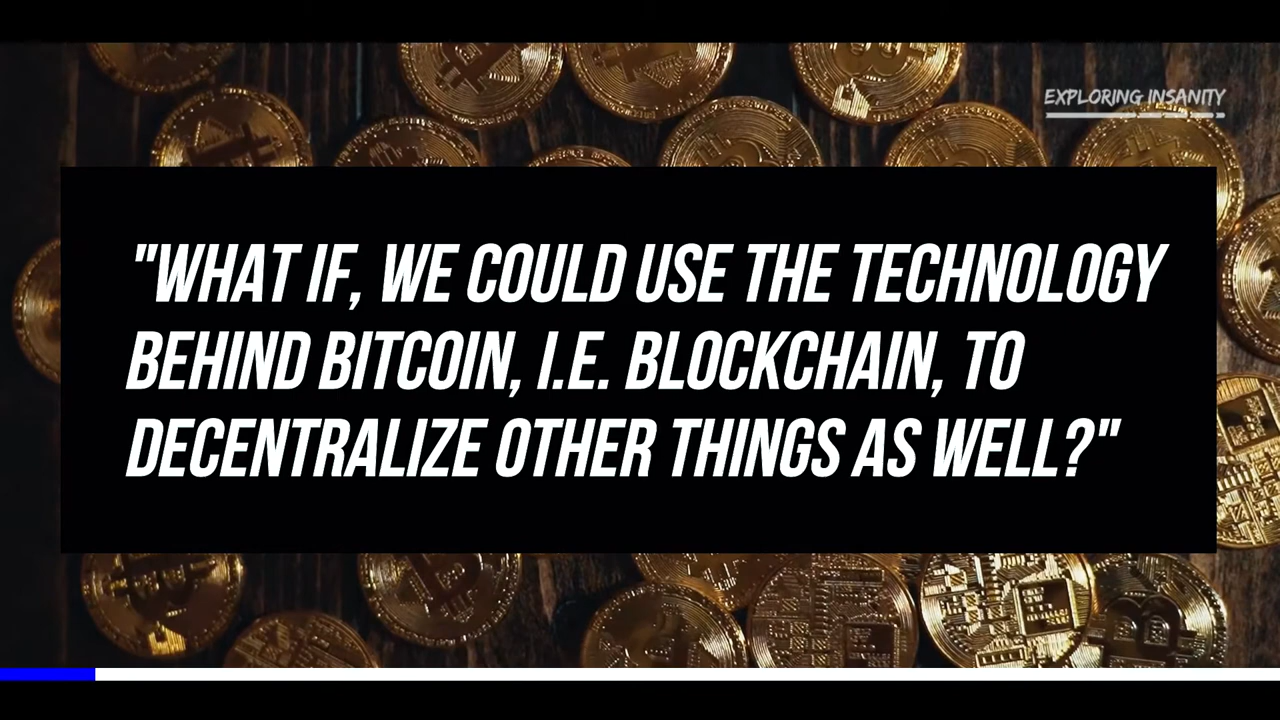 EXPLORING INSANITY
"WHAT IF, WE COULD USE THE TECHNOLOGY
BEHIND BITCOIN, I.E. BLOCKCHAIN, TO
DECENTRALIZE OTHER THINGS AS WELL?"